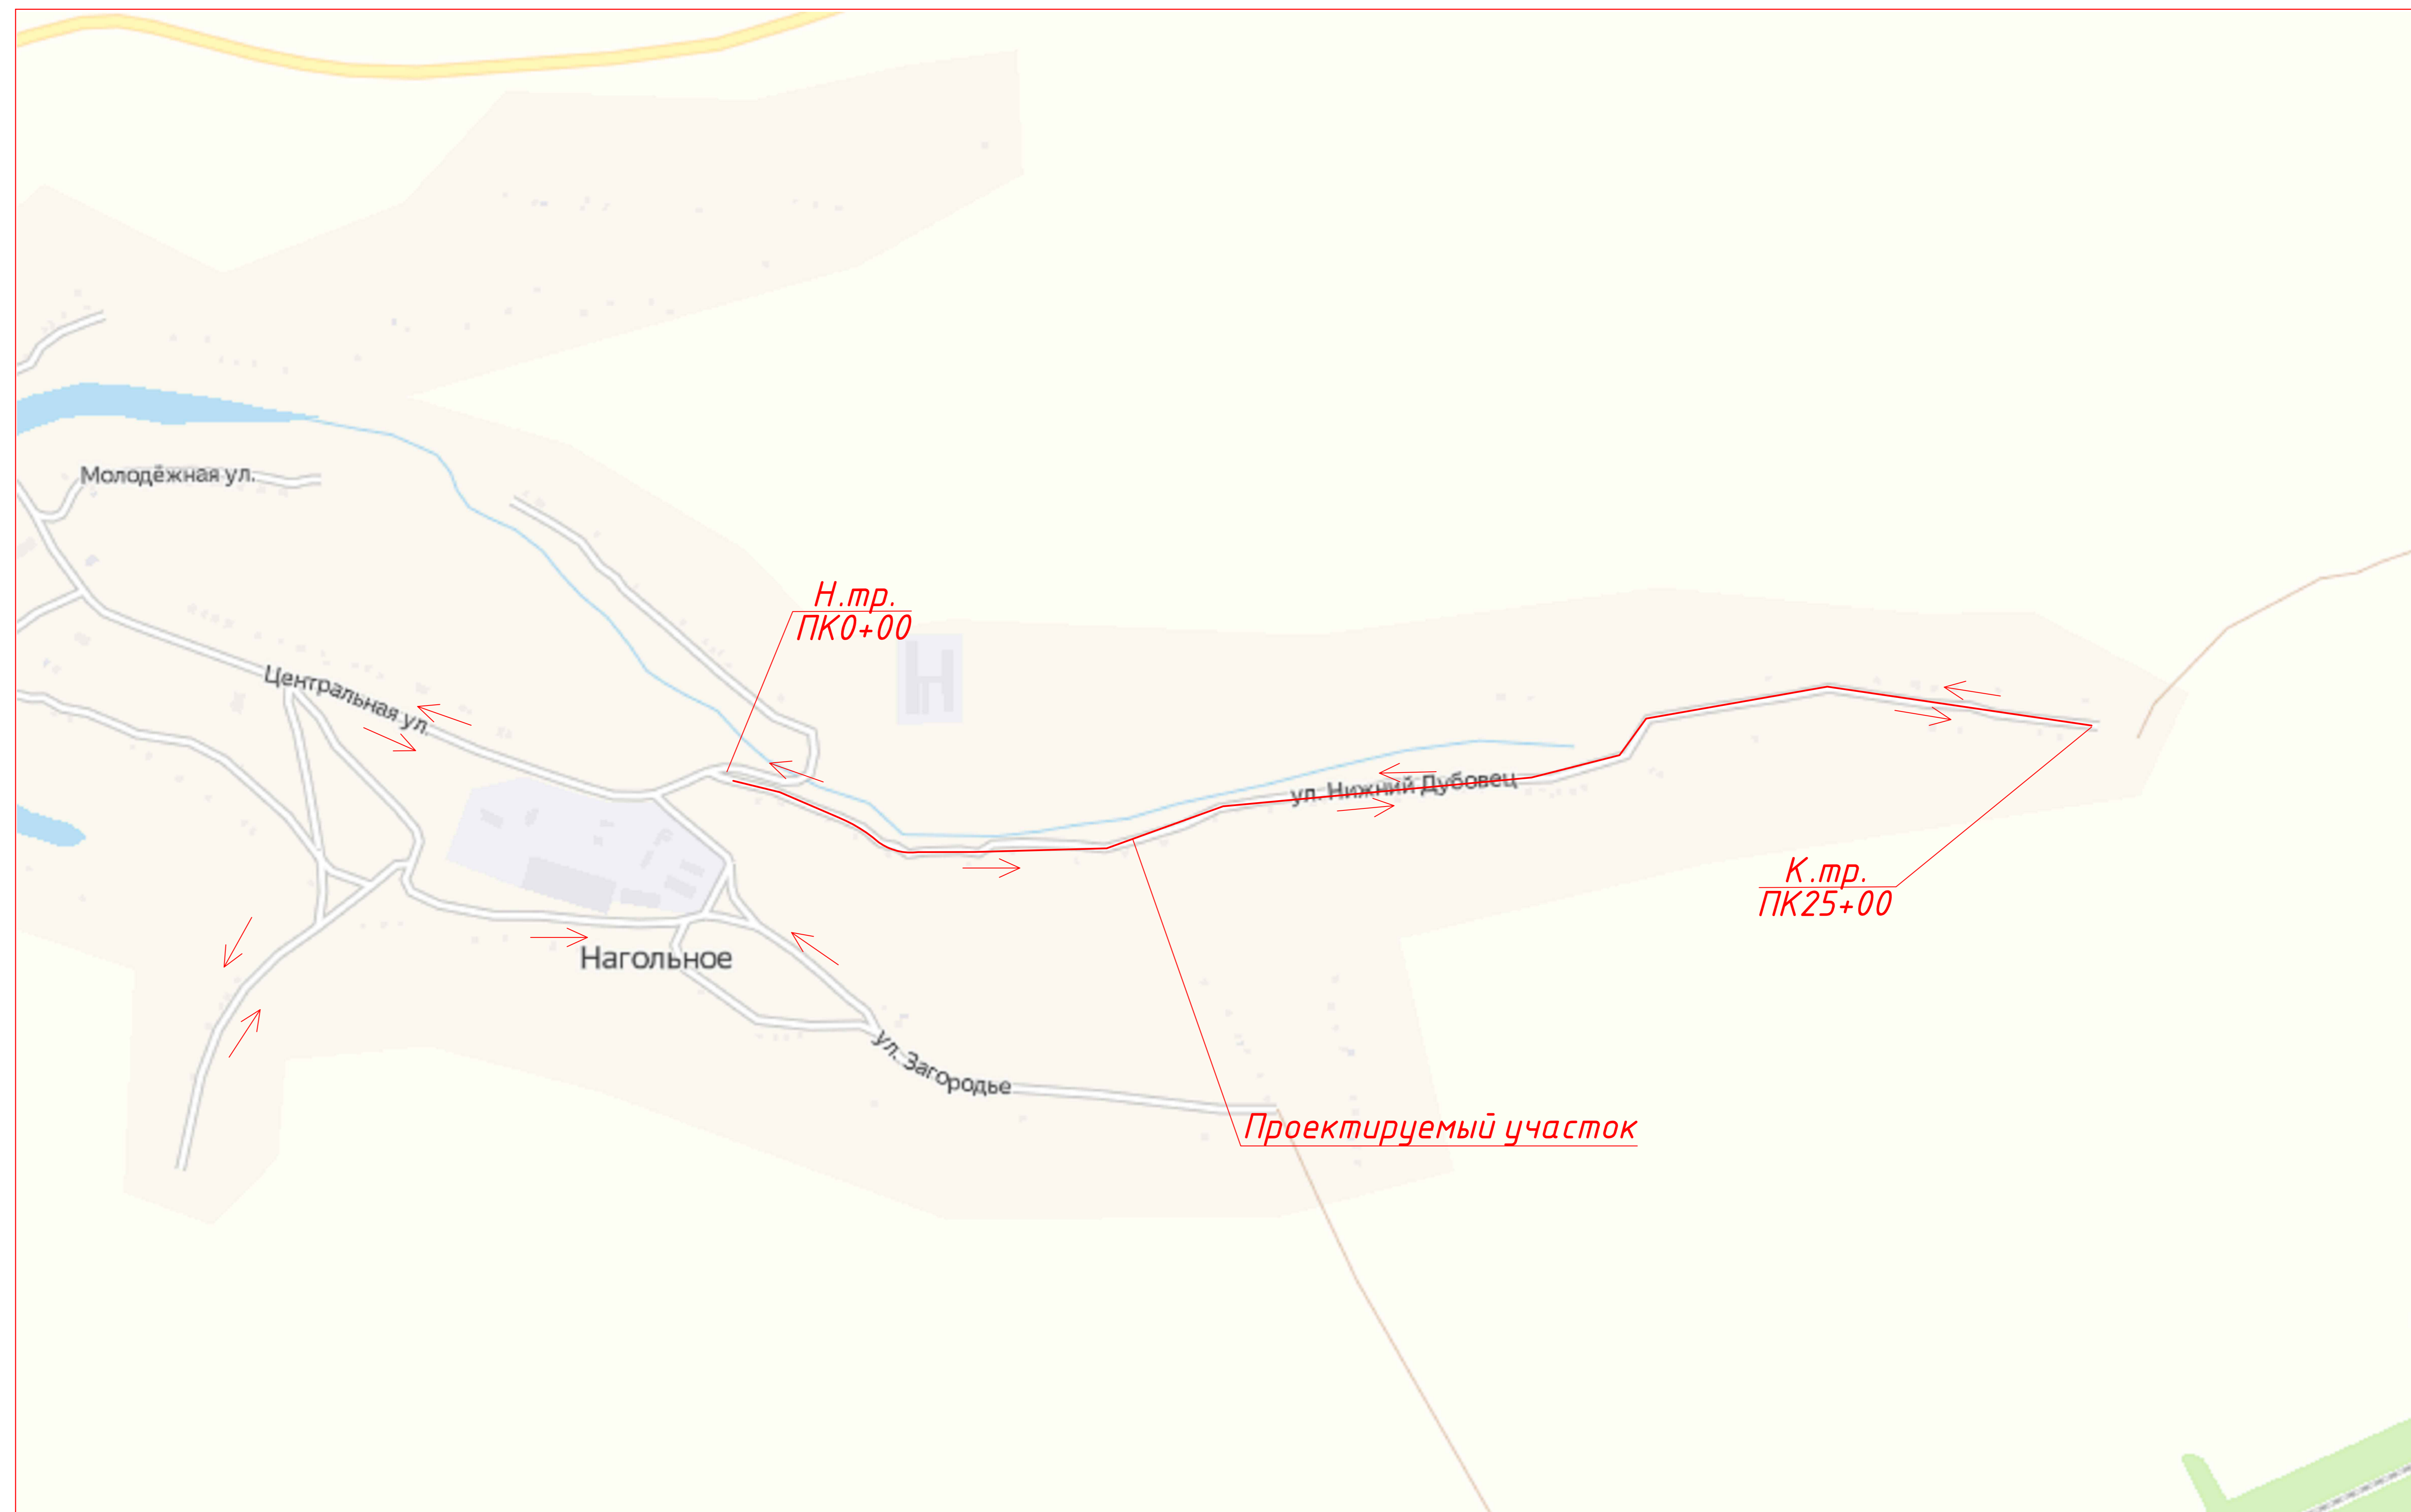 Молодёжная ул.
Н.тр.
ПК0+00
Центральная ул.
ул. Нижний Дубовец
К.тр.
ПК25+00
Нагольное
ул. Загородье
Проектируемый участок